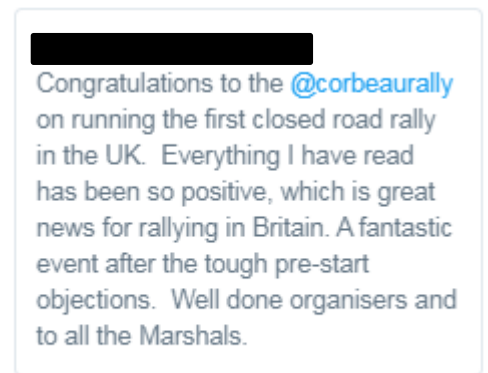 Congratulations to the @corbeaurally
on running the first closed road rally
in the UK.  Everything I have read
has been so positive, which is great
news for rallying in Britain. A fantastic
event after the tough pre-start
objections.  Well done organisers and
to all the Marshals.